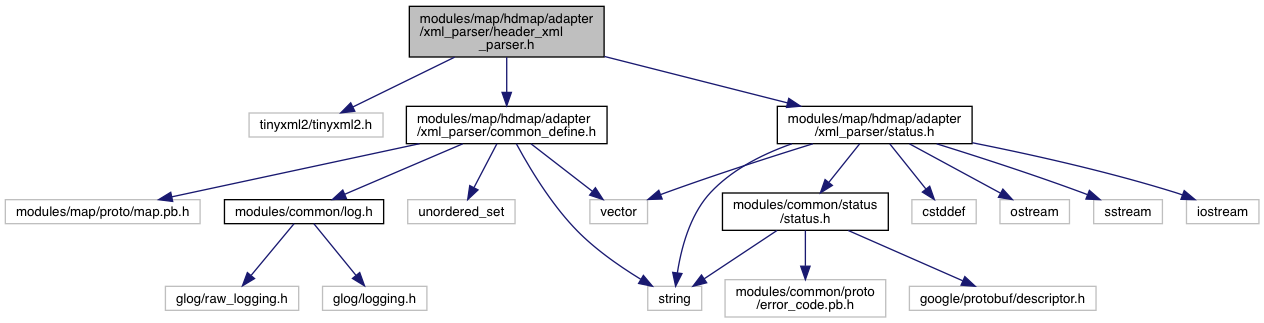 modules/map/hdmap/adapter
/xml_parser/header_xml
_parser.h
tinyxml2/tinyxml2.h
modules/map/hdmap/adapter
/xml_parser/common_define.h
modules/map/hdmap/adapter
/xml_parser/status.h
modules/map/proto/map.pb.h
modules/common/log.h
unordered_set
vector
modules/common/status
/status.h
cstddef
ostream
sstream
iostream
glog/raw_logging.h
glog/logging.h
string
modules/common/proto
/error_code.pb.h
google/protobuf/descriptor.h